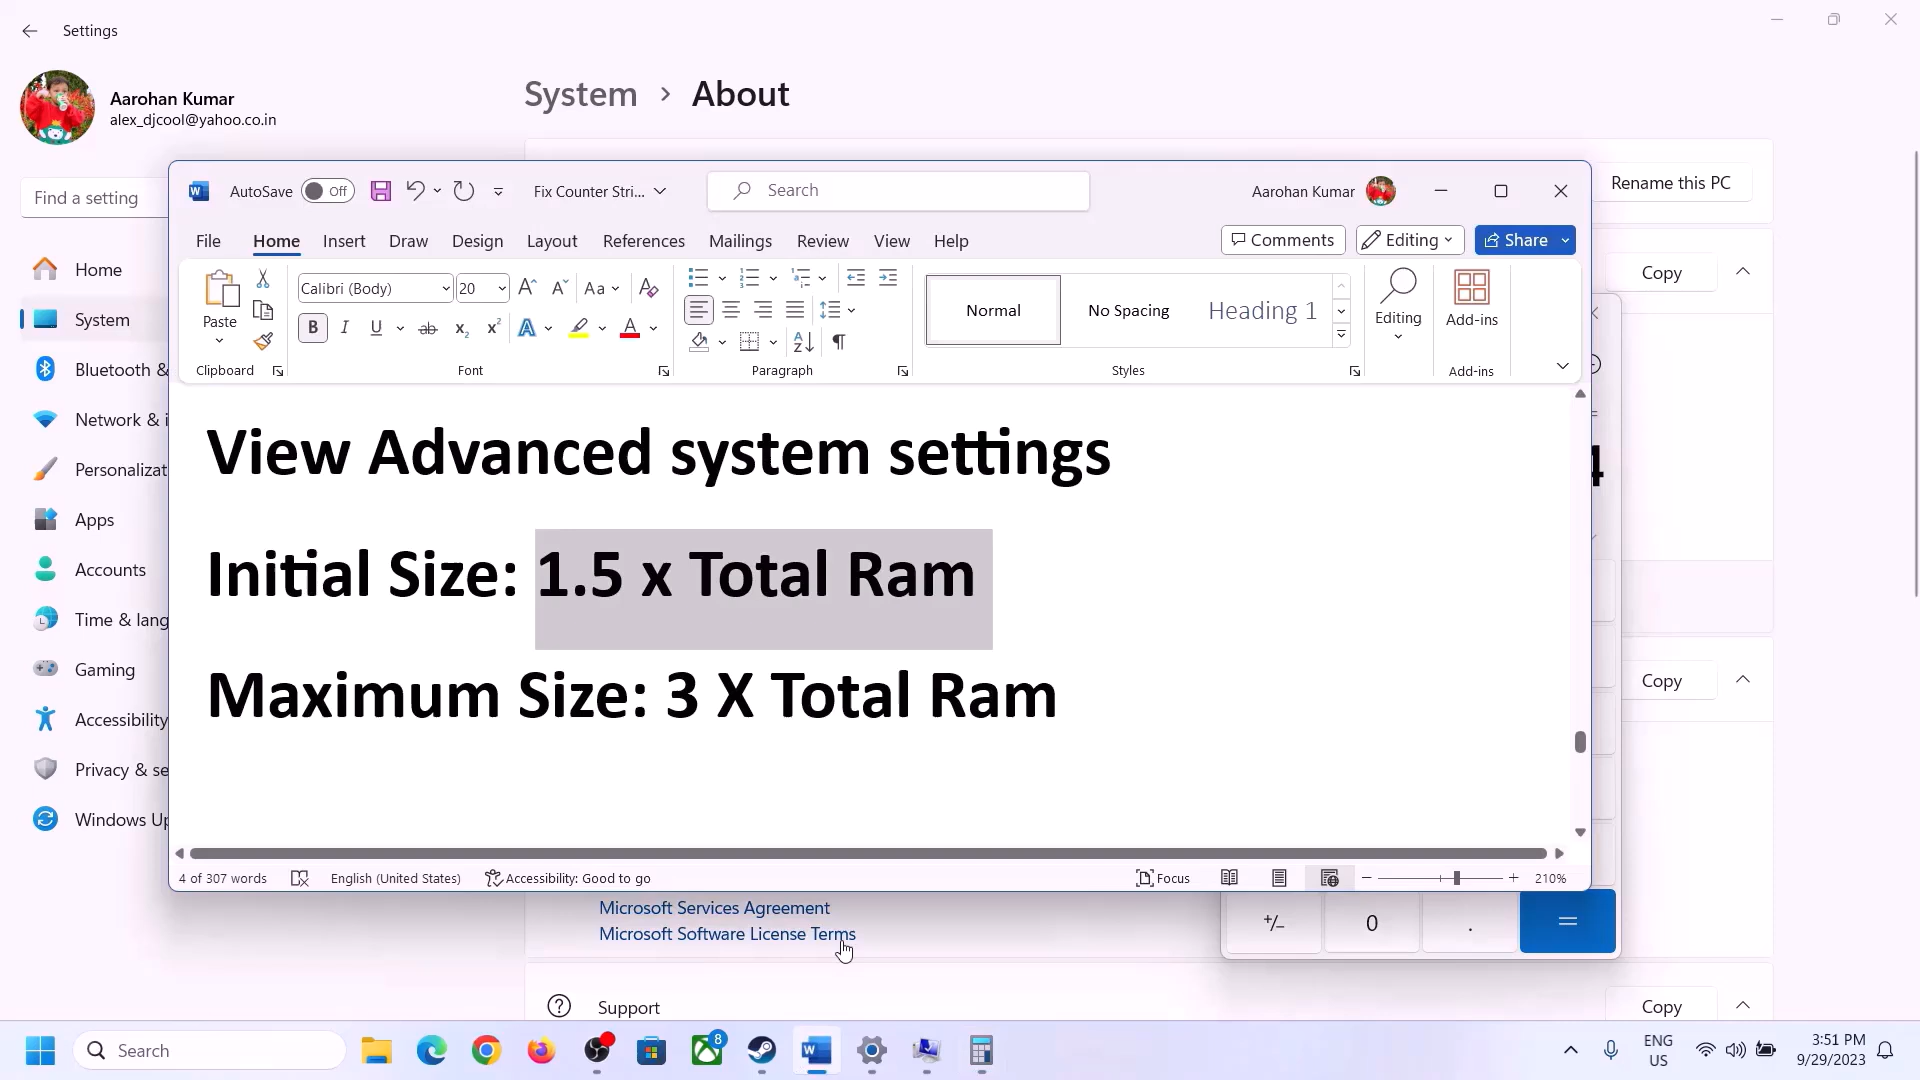 Settings
Aarohan Kumar
alex_djcool@yahoo.co.in
System > About
Find a setting
Home
System
Bluetooth &
Network & i
Personalizat
Apps
Accounts
Time & lang
Gaming
Accessibility
Privacy & se
Windows Up
Rename this PC
Copy
AutoSave Off Fix Counter Stri... Search Aarohan Kumar
File Home Insert Draw Design Layout References Mailings Review View Help Comments Editing Share
Paste
Calibri (Body) 20
Normal No Spacing Heading 1
Editing
Add-ins
Clipboard Font Paragraph Styles Add-ins
View Advanced system settings
Initial Size: 1.5 x Total Ram
Maximum Size: 3 X Total Ram
4 of 307 words English (United States) Accessibility: Good to go Focus 210%
4
Copy
+/- 0 . =
Microsoft Services Agreement
Microsoft Software License Terms
Support
Copy
Search
8
ENG
US
3:51 PM
9/29/2023